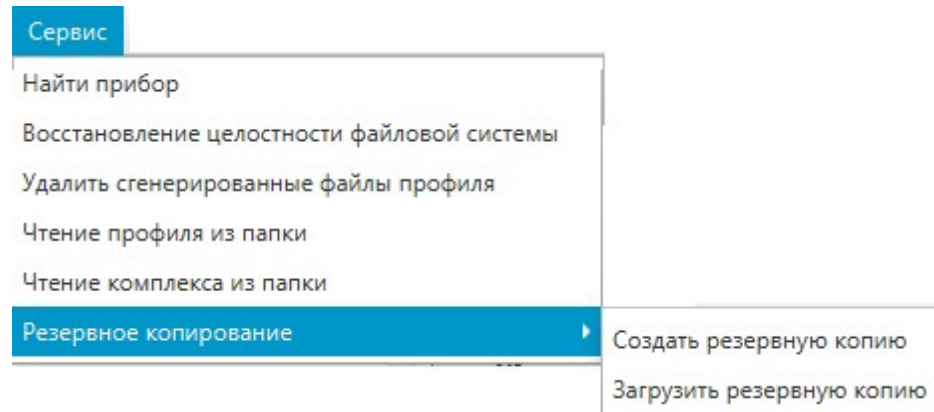 Сервис
Найти прибор
Восстановление целостности файловой системы
Удалить сгенерированные файлы профиля
Чтение профиля из папки
Чтение комплекса из папки
Резервное копирование
Создать резервную копию
Загрузить резервную копию